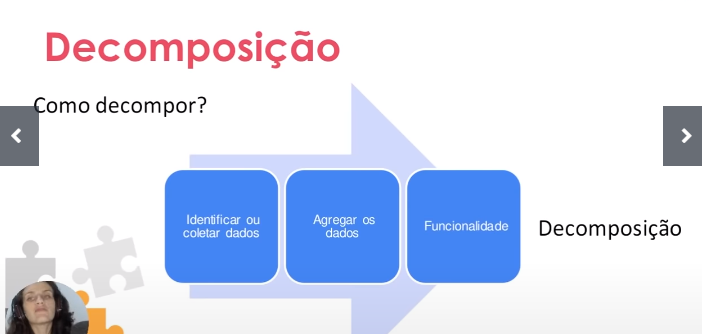 Decomposição
Como decompor?
Identificar ou
coletar dados
Agregar os
dados
Funcionalidade
Decomposição